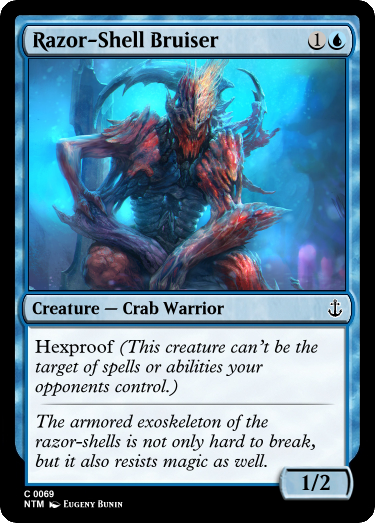 Razor-Shell Bruiser 1
Creature — Crab Warrior
Hexproof (This creature can't be the
target of spells or abilities your
opponents control.)
The armored exoskeleton of the
razor-shells is not only hard to break,
but it also resists magic as well.
1/2
C 0069
NTM Eugeny Bunin